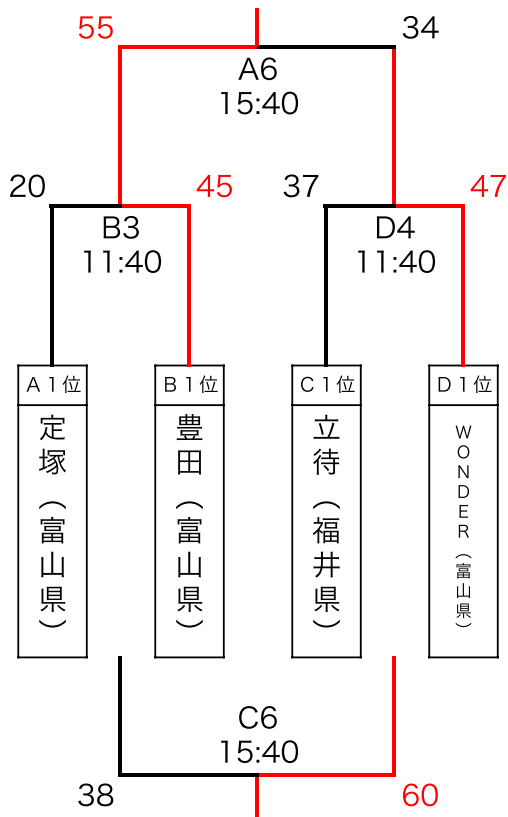 55
34
A6
15:40
20
45
37
47
B3
11:40
D4
11:40
A1位
B1位
C1位
D1位
定塚（富山県）
豊田（富山県）
立待（福井県）
WONDER（富山県）
C6
15:40
38
60